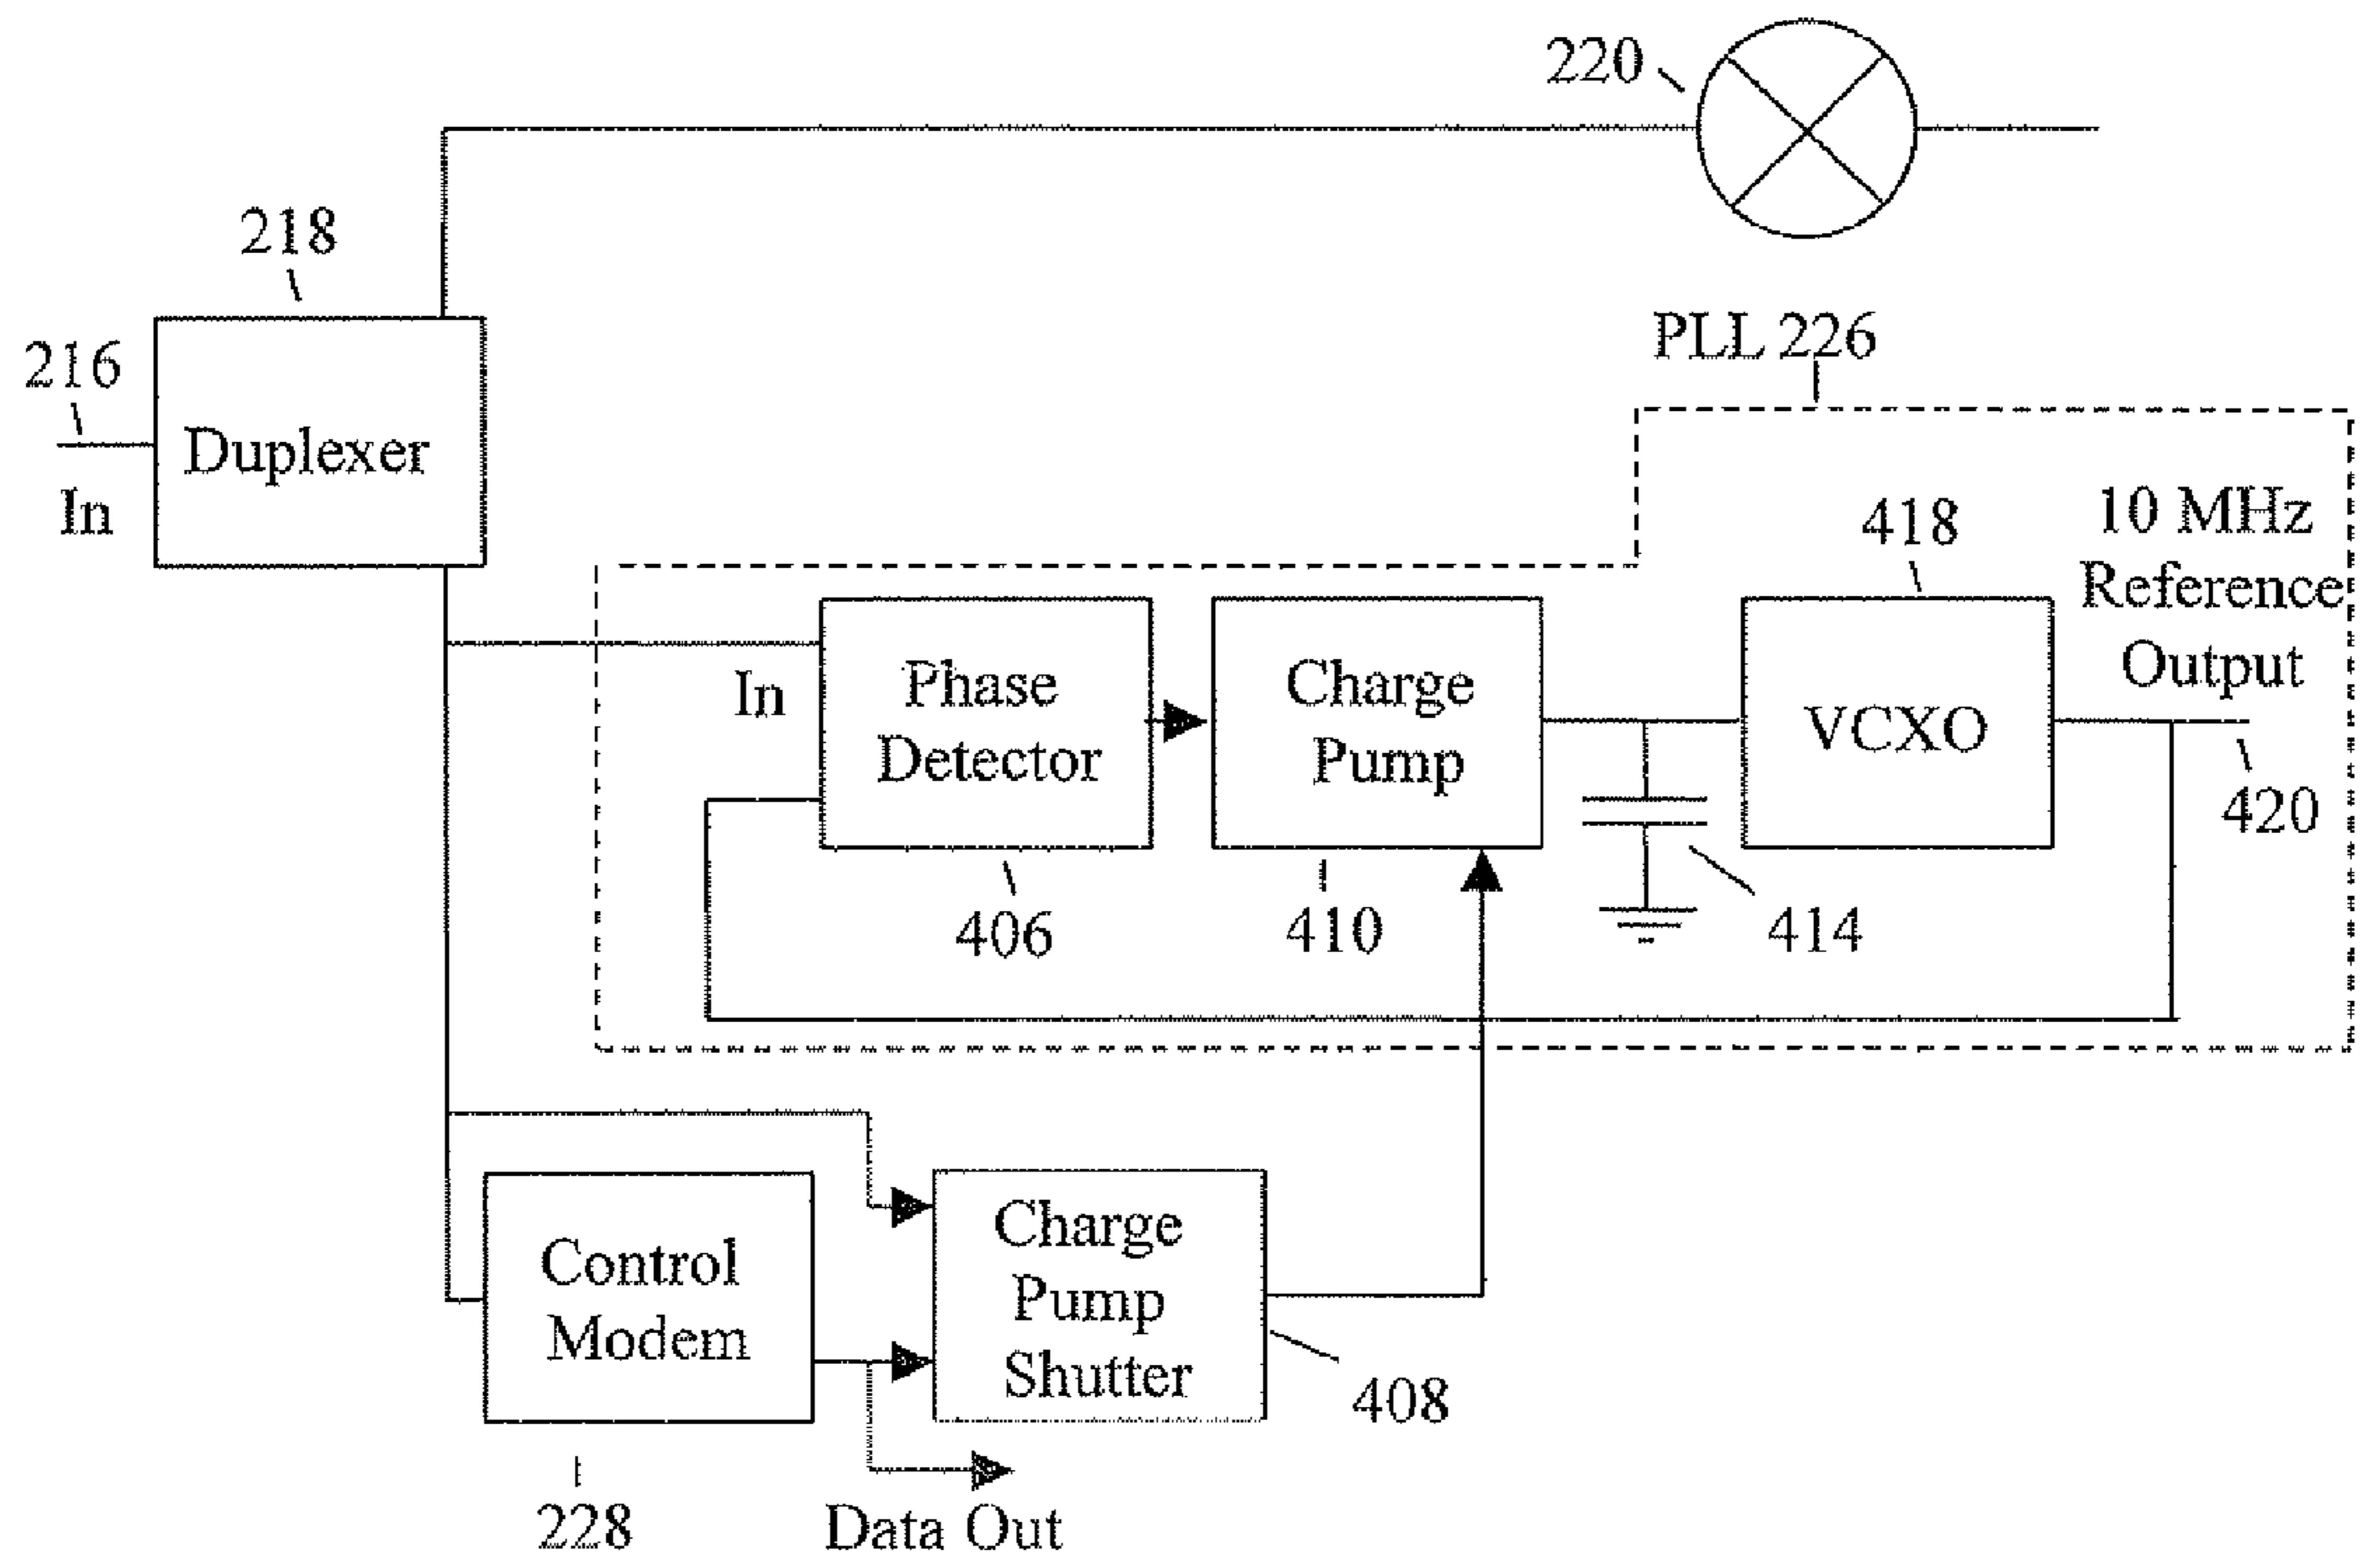 220
218
PLL 226
216
Duplexer
In
418
10 MHz
Reference
Output
In
Phase
Detector
Charge
Pump
VCXO
420
406
410
414
Control
Modem
Charge
Pump
Shutter
408
228
Data Out